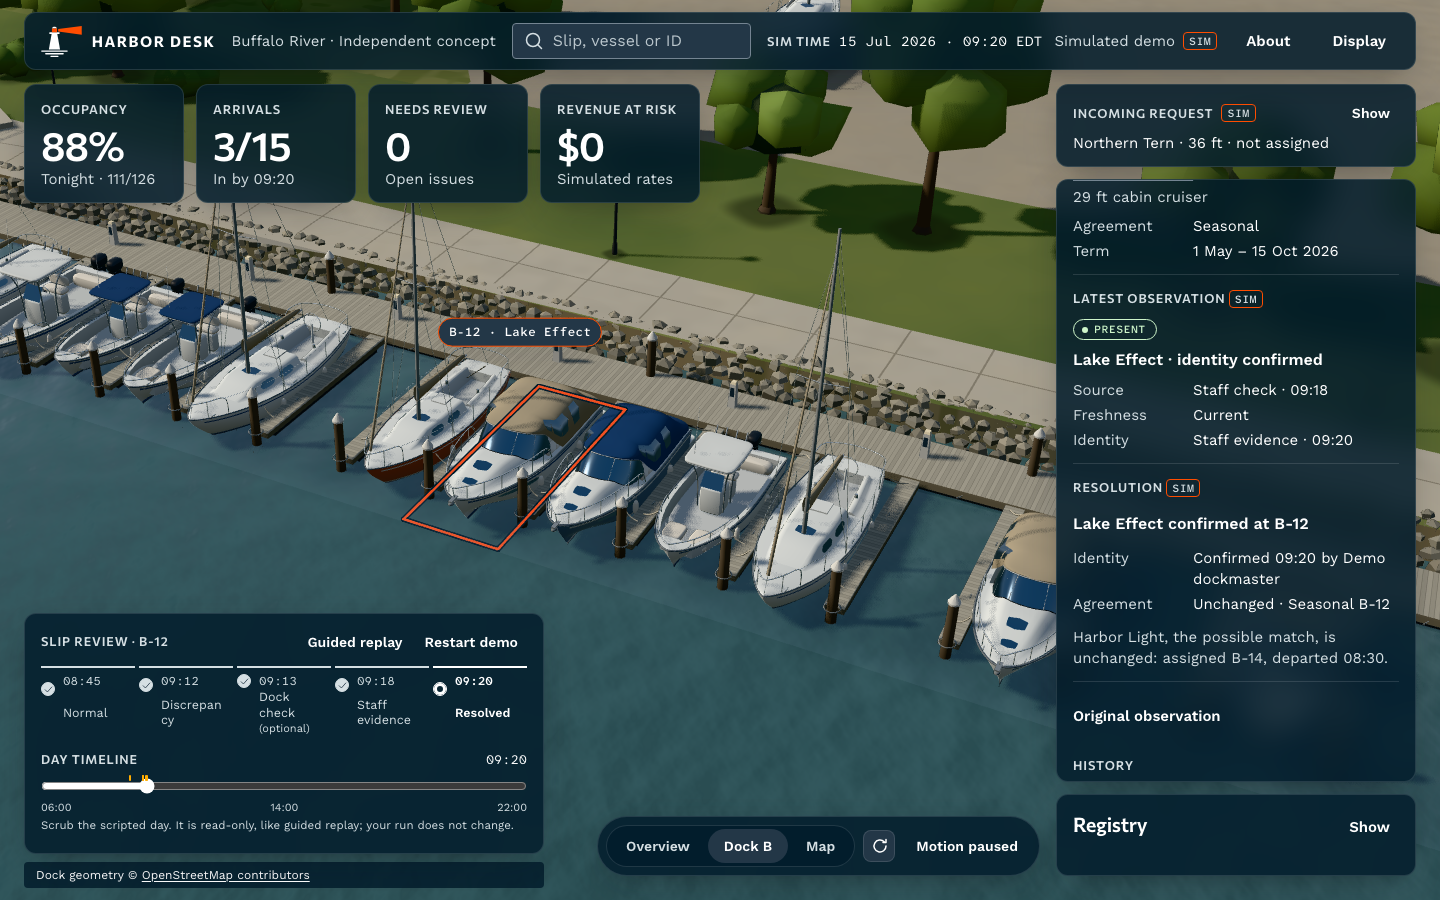 HARBOR DESK
Buffalo River · Independent concept
Slip, vessel or ID
SIM TIME 15 Jul 2026 · 09:20 EDT
Simulated demo SIM
About
Display
OCCUPANCY
88%
Tonight · 111/126
ARRIVALS
3/15
In by 09:20
NEEDS REVIEW
0
Open issues
REVENUE AT RISK
$0
Simulated rates
INCOMING REQUEST SIM
Show
Northern Tern · 36 ft · not assigned
29 ft cabin cruiser
Agreement Seasonal
Term 1 May – 15 Oct 2026
LATEST OBSERVATION SIM
PRESENT
Lake Effect · identity confirmed
Source Staff check · 09:18
Freshness Current
Identity Staff evidence · 09:20
RESOLUTION SIM
Lake Effect confirmed at B-12
Identity Confirmed 09:20 by Demo
dockmaster
Agreement Unchanged · Seasonal B-12
Harbor Light, the possible match, is
unchanged: assigned B-14, departed 08:30.
Original observation
HISTORY
Registry
Show
B-12 · Lake Effect
SLIP REVIEW · B-12
Guided replay
Restart demo
08:45
Normal
09:12
Discrepan
cy
09:13
Dock
check
(optional)
09:18
Staff
evidence
09:20
Resolved
DAY TIMELINE
09:20
06:00
14:00
22:00
Scrub the scripted day. It is read-only, like guided replay; your run does not change.
Dock geometry © OpenStreetMap contributors
Overview
Dock B
Map
Motion paused